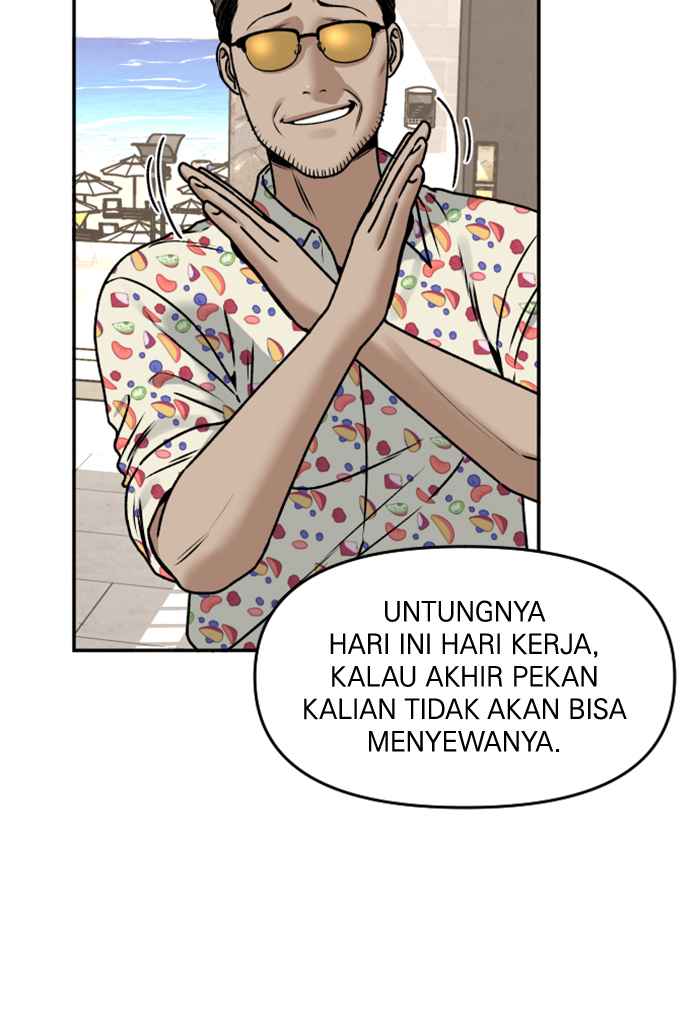 UNTUNGNYA
HARI INI HARI KERJA,
KALAU AKHIR PEKAN
KALIAN TIDAK AKAN BISA
MENYEWANYA.